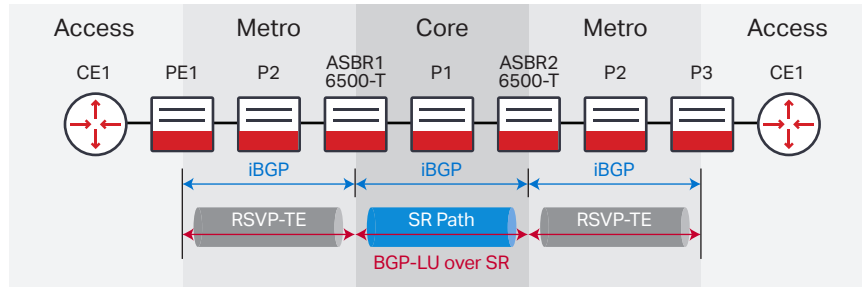 Access Metro Core Metro Access
CE1 PE1 P2 ASBR1 P1 ASBR2 P2 P3 CE1
6500-T 6500-T
iBGP iBGP iBGP
RSVP-TE SR Path RSVP-TE
BGP-LU over SR